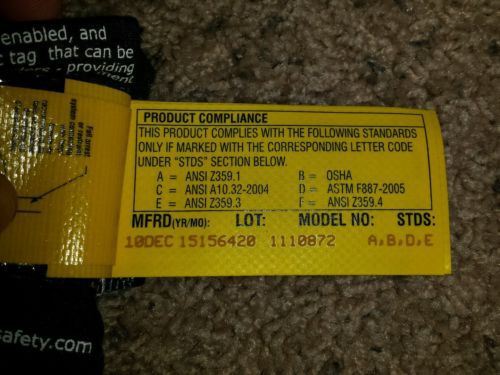 enabled, and
tag that can be
providing
PRODUCT COMPLIANCE
THIS PRODUCT COMPLIES WITH THE FOLLOWING STANDARDS
ONLY IF MARKED WITH THE CORRESPONDING LETTER CODE
UNDER "STDS" SECTION BELOW.
A = ANSI Z359.1 B = OSHA
C = ANSI A10.32-2004 D = ASTM F887-2005
E = ANSI Z359.3 F = ANSI Z359.4
MFRD(YR/MO): LOT: MODEL NO: STDS:
10DEC 15156420 1110872 A,B,D,E
safety.com